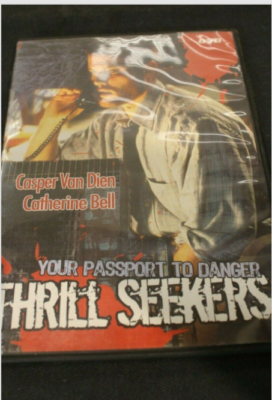 Casper Van Dien
Catherine Bell
YOUR PASSPORT TO DANGER
THRILL SEEKERS